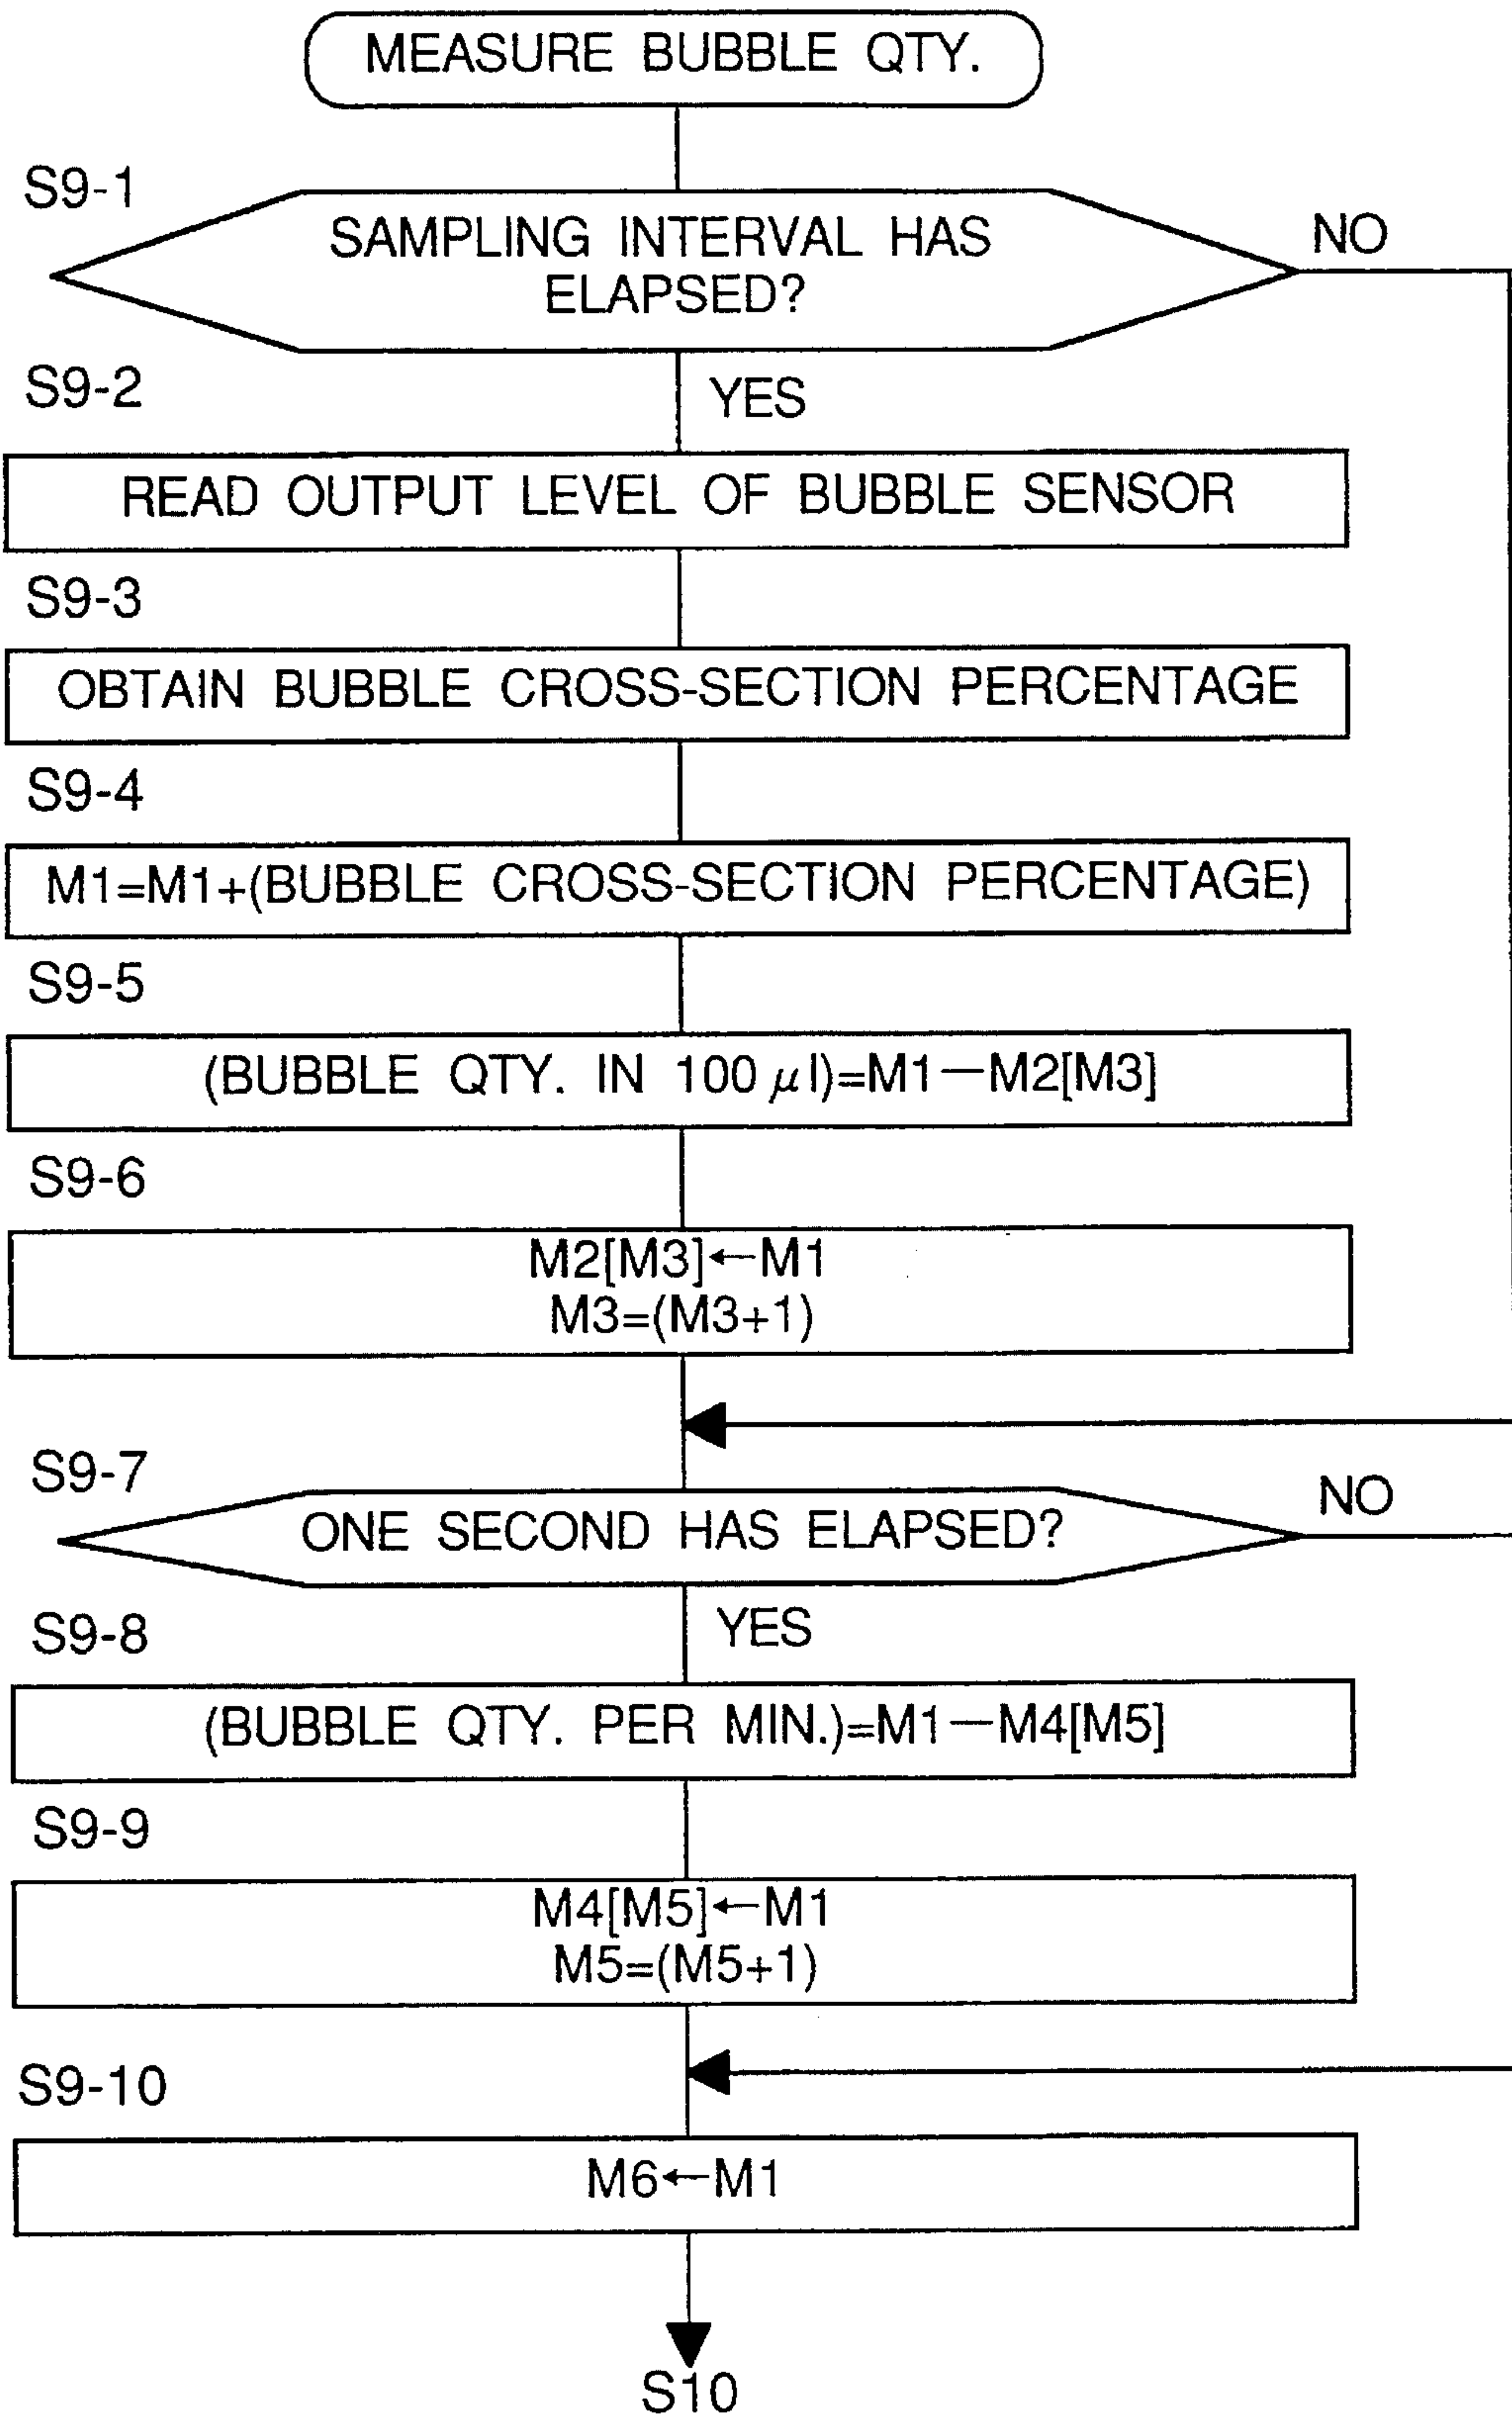 MEASURE BUBBLE QTY.
S9-1
SAMPLING INTERVAL HAS
ELAPSED?
NO
S9-2
YES
READ OUTPUT LEVEL OF BUBBLE SENSOR
S9-3
OBTAIN BUBBLE CROSS-SECTION PERCENTAGE
S9-4
M1=M1+(BUBBLE CROSS-SECTION PERCENTAGE)
S9-5
(BUBBLE QTY. IN 100 μl)=M1－M2[M3]
S9-6
M2[M3]←M1
M3=(M3+1)
S9-7
ONE SECOND HAS ELAPSED?
NO
S9-8
YES
(BUBBLE QTY. PER MIN.)=M1－M4[M5]
S9-9
M4[M5]←M1
M5=(M5+1)
S9-10
M6←M1
S10